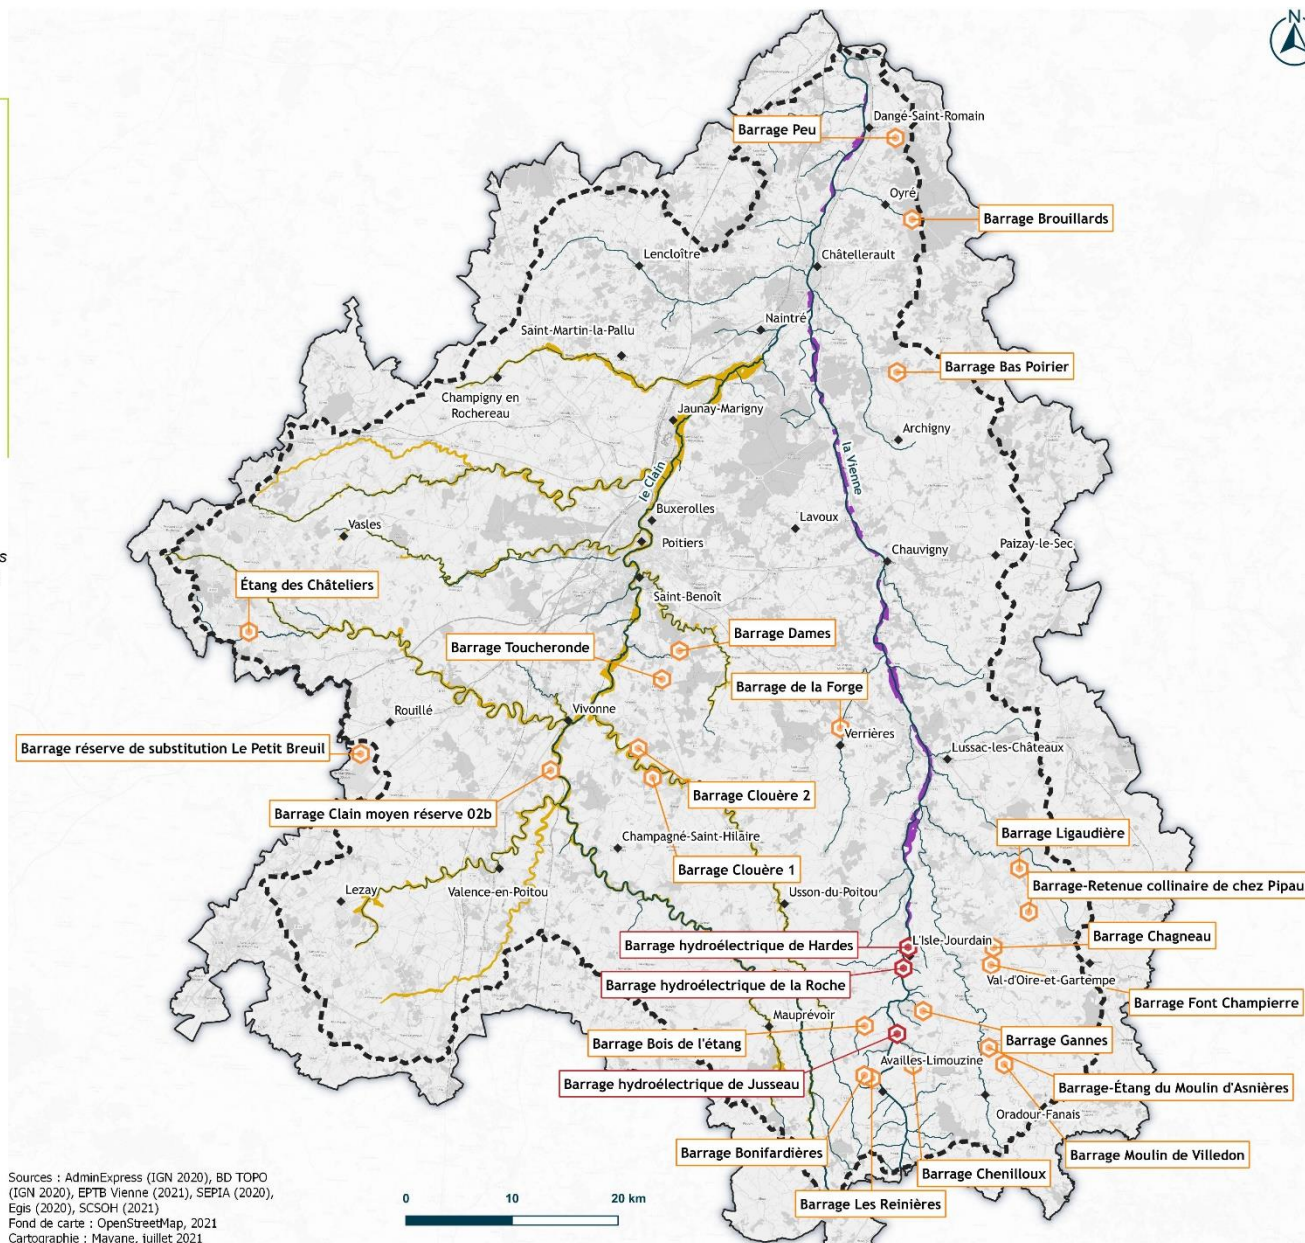 N
Dangé-Saint-Romain
Barrage Peu
Oyré
Barrage Brouillards
Lencloître
Châtellerault
Naintré
Saint-Martin-la-Pallu
Barrage Bas Poirier
Champigny en
Rochereau
Jaunay-Marigny
Archigny
le Clain
la Vienne
Buxerolles
Lavoux
Vasles
Poitiers
Chauvigny
Paizay-le-Sec
s
Étang des Châteliers
Saint-Benoît
Barrage Dames
Barrage Toucheronde
Barrage de la Forge
Rouillé
Vivonne
Verrières
Barrage réserve de substitution Le Petit Breuil
Lussac-les-Châteaux
Barrage Clouère 2
Barrage Clain moyen réserve 02b
Barrage Ligaudière
Champagné-Saint-Hilaire
Barrage Clouère 1
Valence-en-Poitou
Lezay
Usson-du-Poitou
Barrage-Retenue collinaire de chez Pipau
Barrage hydroélectrique de Hardes
L'Isle-Jourdain
Barrage Chagneau
Barrage hydroélectrique de la Roche
Val-d'Oire-et-Gartempe
Barrage Font Champierre
Mauprévoir
Barrage Bois de l'étang
Barrage Gannes
Availles-Limouzine
Barrage hydroélectrique de Jusseau
Barrage-Étang du Moulin d'Asnières
Oradour-Fanais
Barrage Bonifardières
Barrage Moulin de Villedon
Barrage Chenilloux
Barrage Les Reinières
Sources : AdminExpress (IGN 2020), BD TOPO
(IGN 2020), EPTB Vienne (2021), SEPIA (2020),
Egis (2020), SCSOH (2021)
Fond de carte : OpenStreetMap, 2021
Cartographie : Mayane, juillet 2021
0 10 20 km